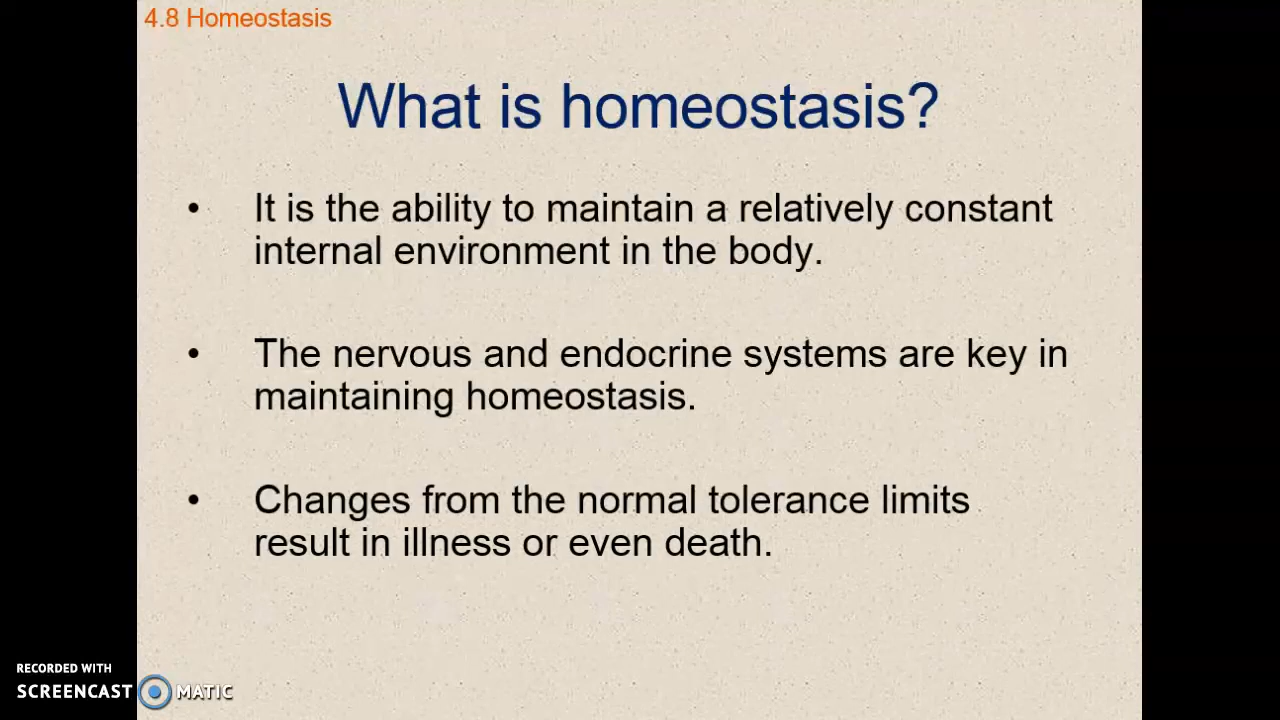 4.8 Homeostasis
What is homeostasis?
• It is the ability to maintain a relatively constant
internal environment in the body.
• The nervous and endocrine systems are key in
maintaining homeostasis.
• Changes from the normal tolerance limits
result in illness or even death.
RECORDED WITH
SCREENCAST MATIC